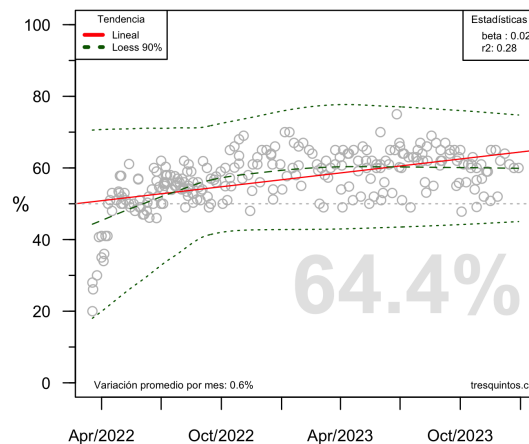 Tendencia
Lineal
Loess 90%
Estadísticas
beta : 0.02
r2: 0.28
100
80
60
%
40
20
0
64.4%
Variación promedio por mes: 0.6%
tresquintos.c
Apr/2022
Oct/2022
Apr/2023
Oct/2023